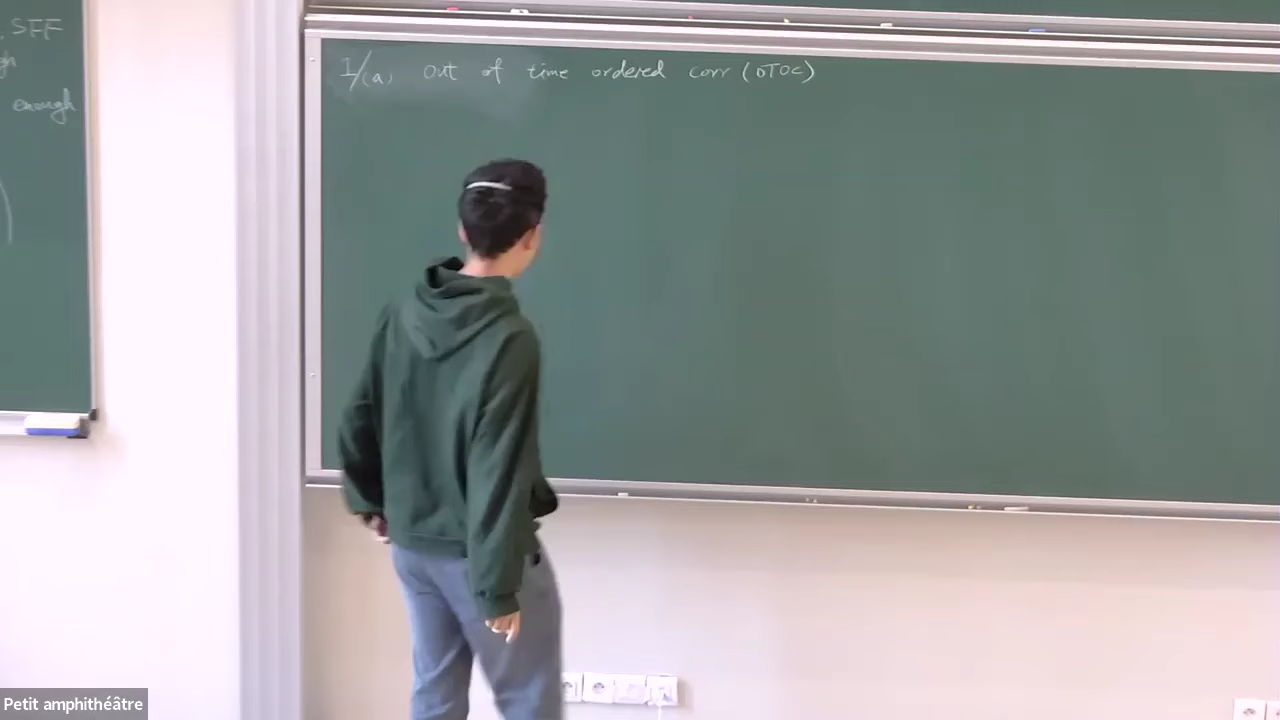 SFF
enough
1/(a) Out of time ordered corr (OTOC)
Petit amphithéâtre